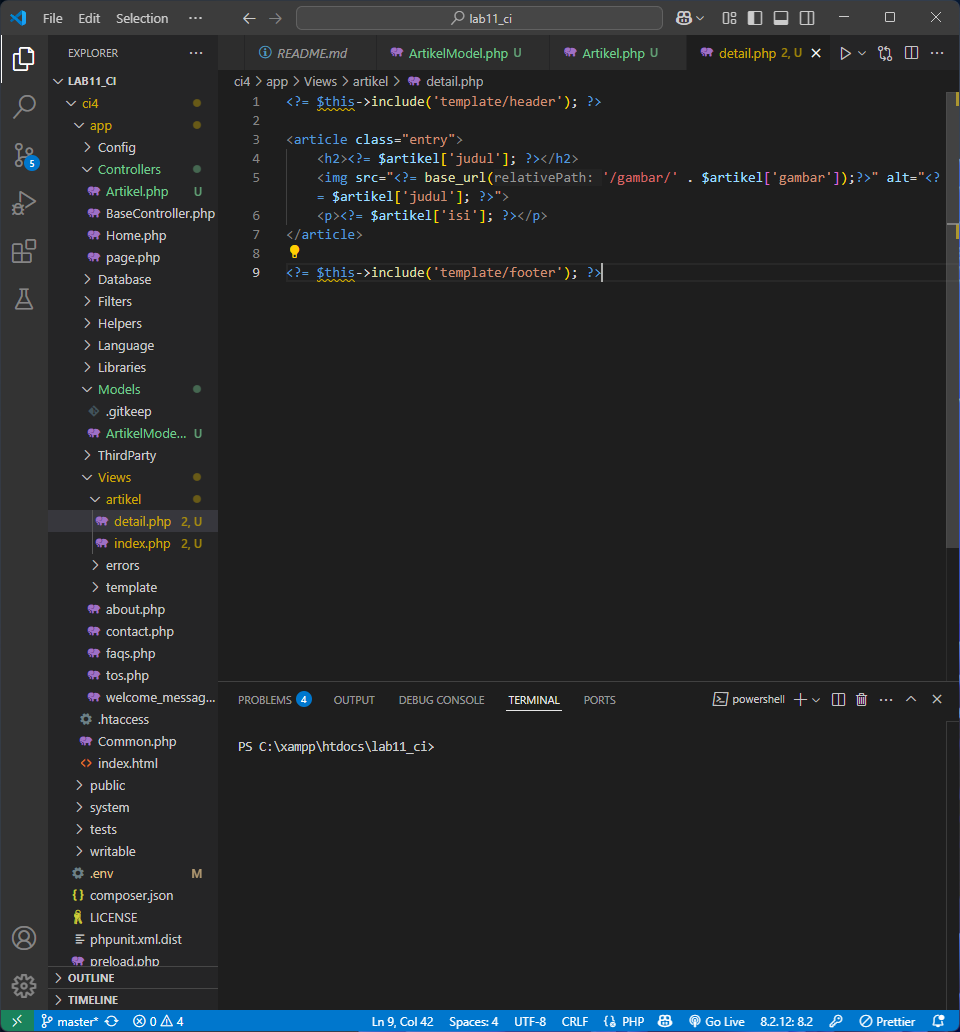 File Edit Selection ··· lab11_ci
EXPLORER ···
README.md ArtikelModel.php U Artikel.php U detail.php 2, U
ci4 > app > Views > artikel > detail.php
LAB11_CI
ci4
app
Config
Controllers
Artikel.php U
BaseController.php
Home.php
page.php
Database
Filters
Helpers
Language
Libraries
Models
.gitkeep
ArtikelMode... U
ThirdParty
Views
artikel
detail.php 2, U
index.php 2, U
errors
template
about.php
contact.php
faqs.php
tos.php
welcome_messag...
.htaccess
Common.php
index.html
public
system
tests
writable
.env M
composer.json
LICENSE
phpunit.xml.dist
preload.php
OUTLINE
TIMELINE
5
1 <?= $this->include('template/header'); ?>
2
3 <article class="entry">
4 <h2><?= $artikel['judul']; ?></h2>
5 <img src="<?= base_url(relativePath: '/gambar/' . $artikel['gambar']);?>" alt="<?
= $artikel['judul']; ?>">
6 <p><?= $artikel['isi']; ?></p>
7 </article>
8
9 <?= $this->include('template/footer'); ?>
PROBLEMS 4 OUTPUT DEBUG CONSOLE TERMINAL PORTS powershell
PS C:\xampp\htdocs\lab11_ci>
master* 0 4 Ln 9, Col 42 Spaces: 4 UTF-8 CRLF {} PHP Go Live 8.2.12: 8.2 Prettier